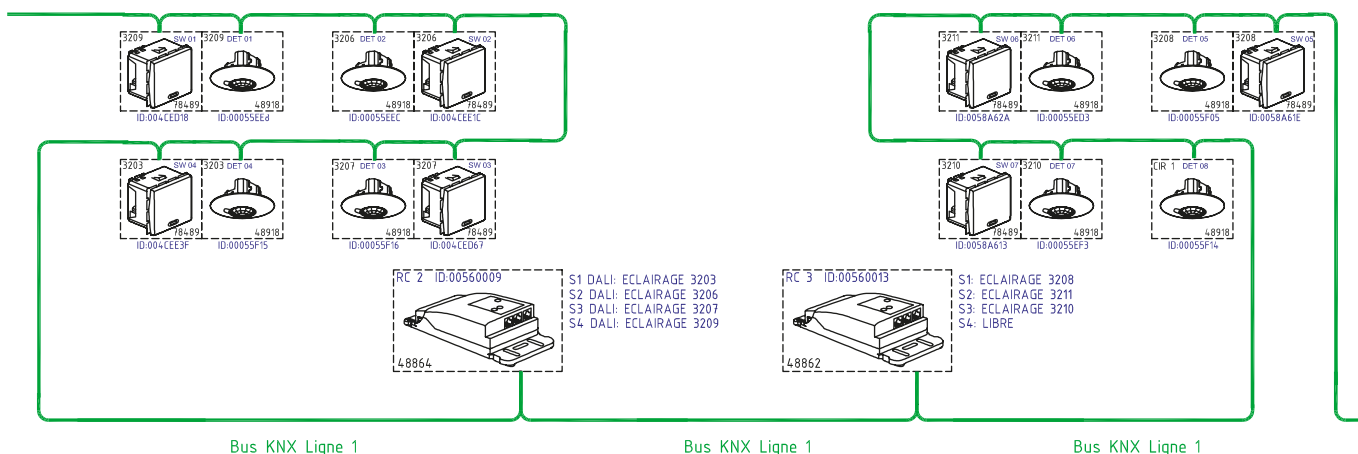 3209 SW 01 3209 DET 01 3206 DET 02 3206 SW 02
78489 48918 48918 78489
ID:004CED18 ID:00055EEd ID:00055EEC ID:004CEE1C
3211 SW 06 3211 DET 06 3208 DET 05 3208 SW 05
78489 48918 48918 78489
ID:0058A62A ID:00055ED3 ID:00055F05 ID:0058A61E
3203 SW 04 3203 DET 04 3207 DET 03 3207 SW 03
78489 48918 48918 78489
ID:004CEE3F ID:00055F15 ID:00055F16 ID:004CED67
3210 SW 07 3210 DET 07 CIR 1 DET 08
78489 48918 48918
ID:0058A613 ID:00055EF3 ID:00055F14
RC 2 ID:00560009
48864
S1 DALI: ECLAIRAGE 3203
S2 DALI: ECLAIRAGE 3206
S3 DALI: ECLAIRAGE 3207
S4 DALI: ECLAIRAGE 3209
RC 3 ID:00560013
48862
S1: ECLAIRAGE 3208
S2: ECLAIRAGE 3211
S3: ECLAIRAGE 3210
S4: LIBRE
Bus KNX Ligne 1 Bus KNX Ligne 1 Bus KNX Ligne 1